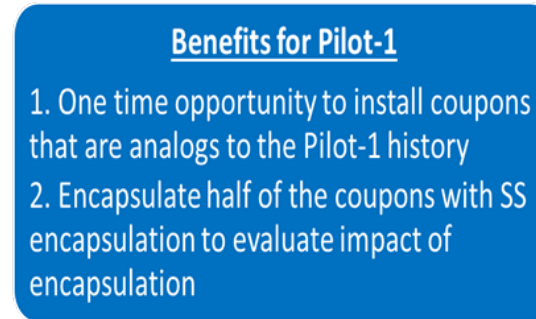 Benefits for Pilot-1
1. One time opportunity to install coupons
that are analogs to the Pilot-1 history
2. Encapsulate half of the coupons with SS
encapsulation to evaluate impact of
encapsulation